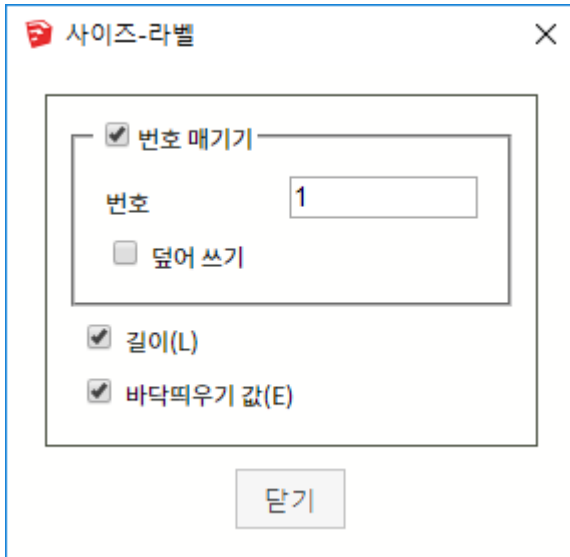 사이즈-라벨
번호 매기기
번호 1
덮어 쓰기
길이(L)
바닥띄우기 값(E)
닫기